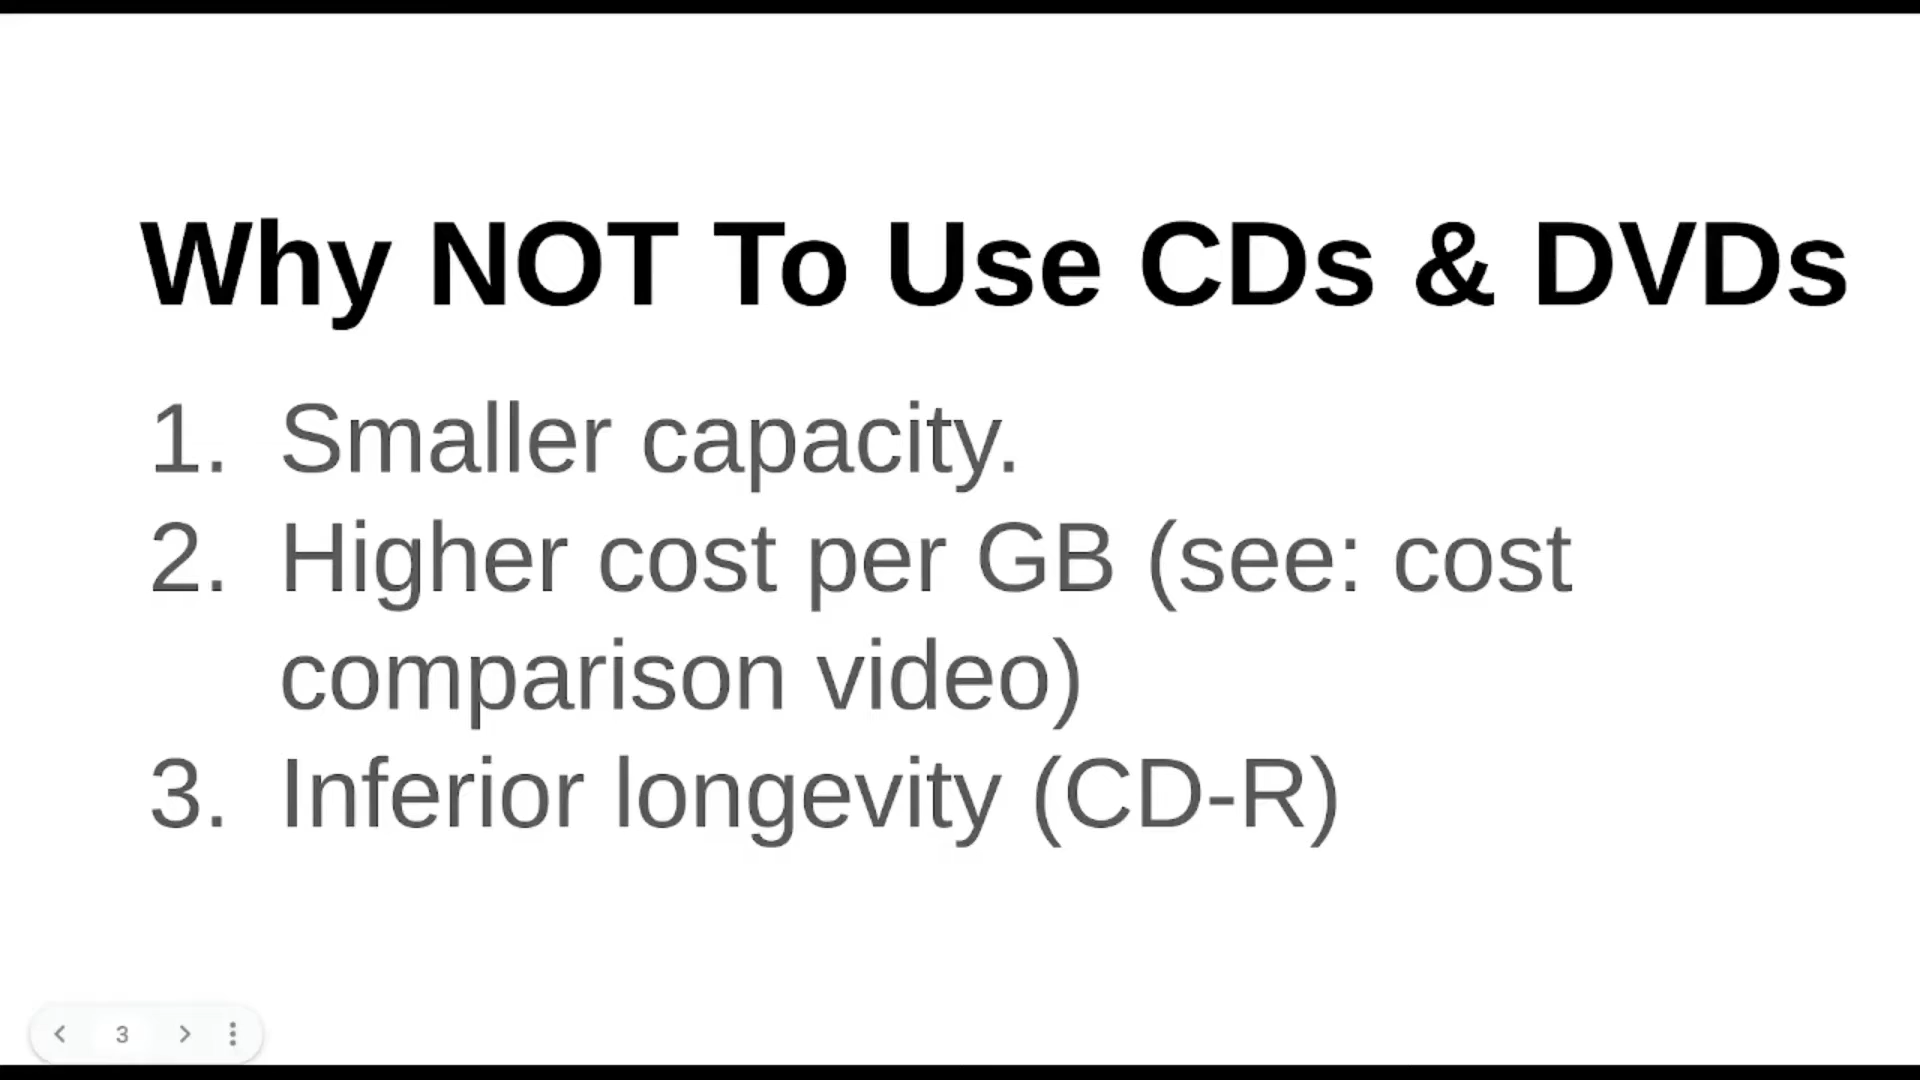 Why NOT To Use CDs & DVDs
1. Smaller capacity.
2. Higher cost per GB (see: cost
comparison video)
3. Inferior longevity (CD-R)
3